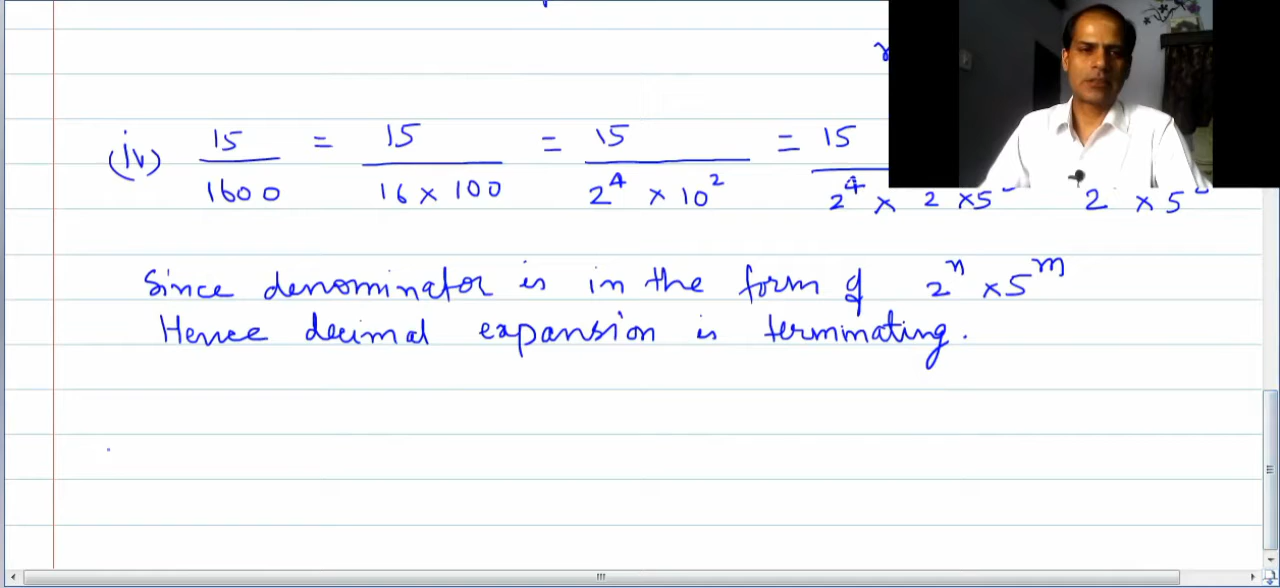 (iv) 15/1600 = 15/(16 × 100) = 15/(2⁴ × 10²) = 15/(2⁴ × 2 × 5 2 × 5
Since denominator is in the form of 2ⁿ × 5ᵐ
Hence decimal expansion is terminating.